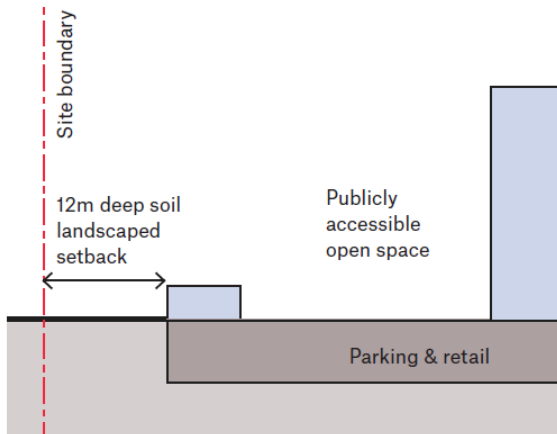 Site boundary
12m deep soil
landscaped
setback
Publicly
accessible
open space
Parking & retail